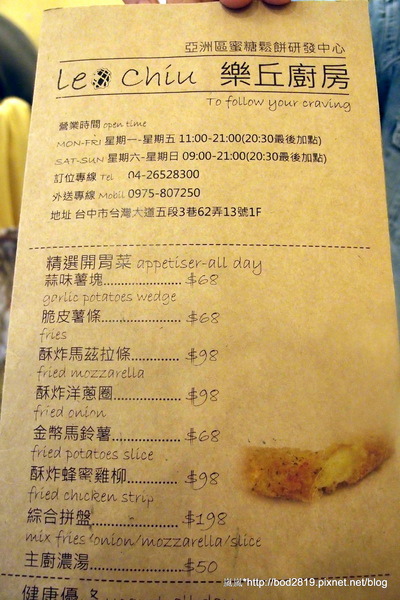 亞洲區蜜糖鬆餅研發中心
Le Chiu 樂丘廚房
To follow your craving
營業時間 open time
MON-FRI 星期一-星期五 11:00-21:00(20:30最後加點)
SAT-SUN 星期六-星期日 09:00-21:00(20:30最後加點)
訂位專線 Tel 04-26528300
外送專線 Mobil 0975-807250
地址 台中市台灣大道五段3巷62弄13號1F
精選開胃菜 appetiser-all day
蒜味薯塊...................... $68
garlic potatoes wedge
脆皮薯條...................... $68
fries
酥炸馬茲拉條............. $98
fried mozzarella
酥炸洋蔥圈.................. $98
fried onion
金幣馬鈴薯.................. $68
fried potatoes slice
酥炸蜂蜜雞柳............. $98
fried chicken strip
綜合拼盤...................... $198
mix fries/onion/mozzarella/slice
主廚濃湯...................... $50
健康優
*http://bod2819.pixnet.net/blog